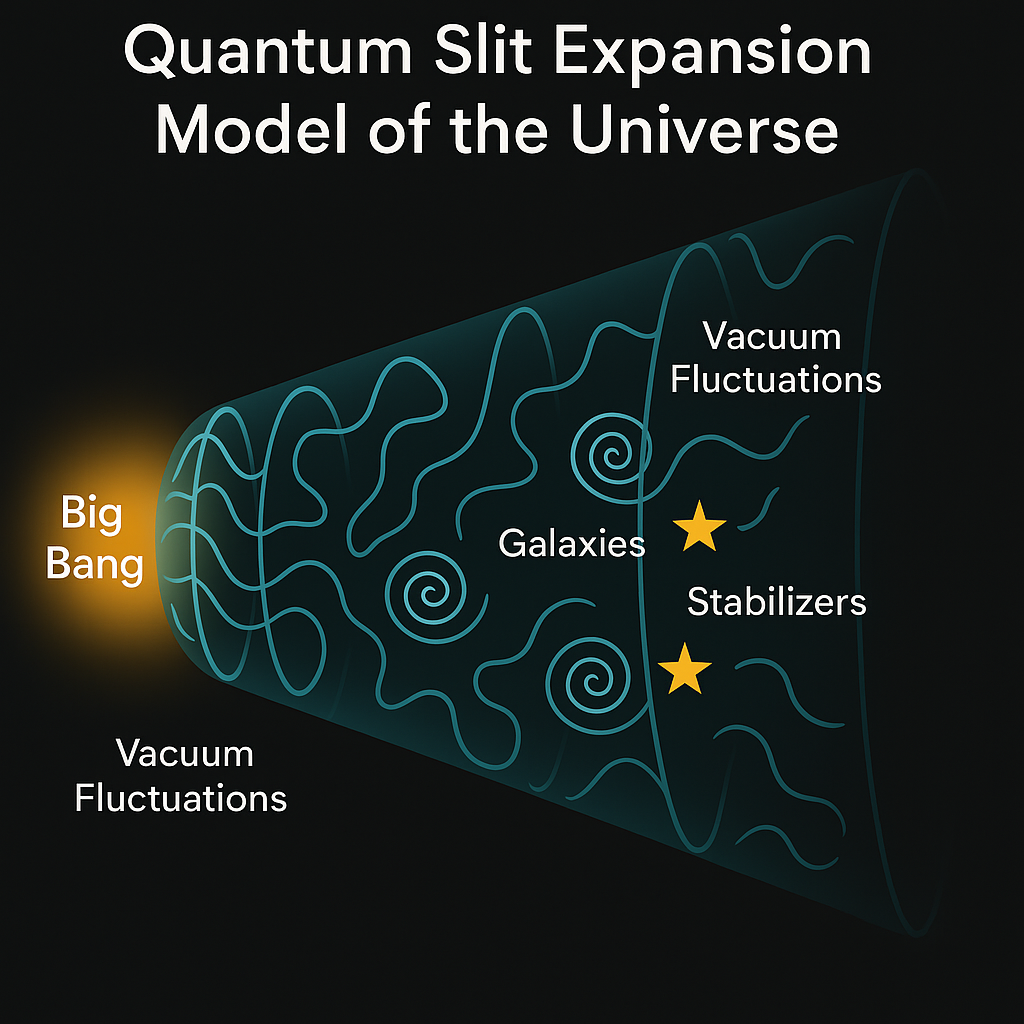 Quantum Slit Expansion
Model of the Universe
Vacuum
Fluctuations
Big
Bang
Galaxies
Stabilizers
Vacuum
Fluctuations